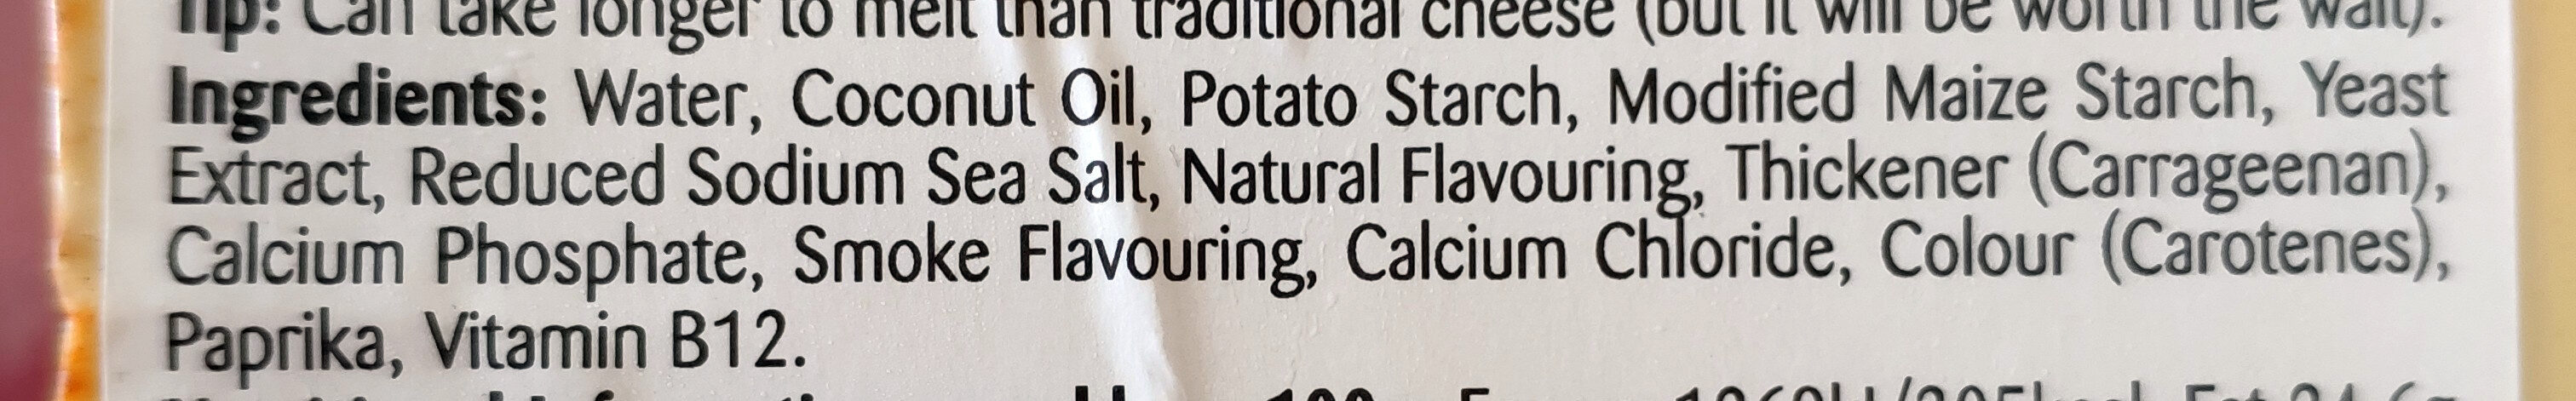 Tip: Can take longer to melt than traditional cheese (but it will be worth the wait).
Ingredients: Water, Coconut Oil, Potato Starch, Modified Maize Starch, Yeast
Extract, Reduced Sodium Sea Salt, Natural Flavouring, Thickener (Carrageenan),
Calcium Phosphate, Smoke Flavouring, Calcium Chloride, Colour (Carotenes),
Paprika, Vitamin B12.